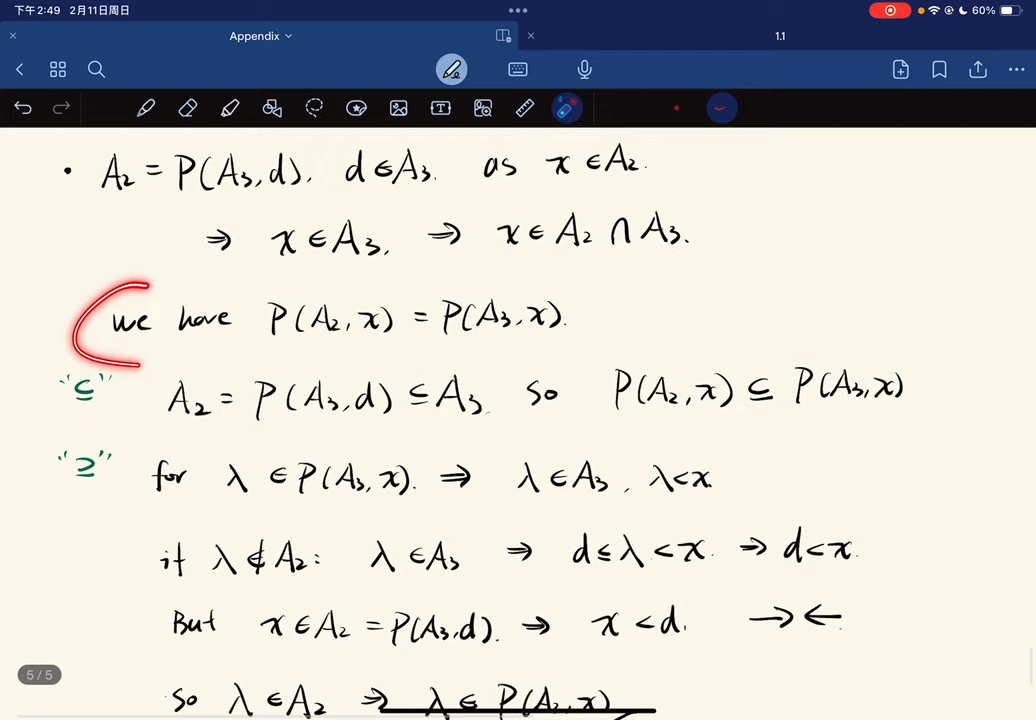 下午2:49 2月11日周日
60%
Appendix
1.1
• A₂ = P(A₃,d). d∈A₃. as x∈A₂.
⇒ x∈A₃, ⇒ x∈A₂∩A₃.
we have P(A₂,x) = P(A₃,x).
"⊆" A₂ = P(A₃,d) ⊆ A₃. so P(A₂,x) ⊆ P(A₃,x)
"⊇" for λ ∈ P(A₃,x). ⇒ λ∈A₃, λ<x.
if λ∉A₂: λ∈A₃ ⇒ d≤λ<x. ⇒ d<x.
But x∈A₂ = P(A₃,d). ⇒ x<d. →←
5/5
so λ∈A₂ ⇒ λ∈ P(A₂,x)